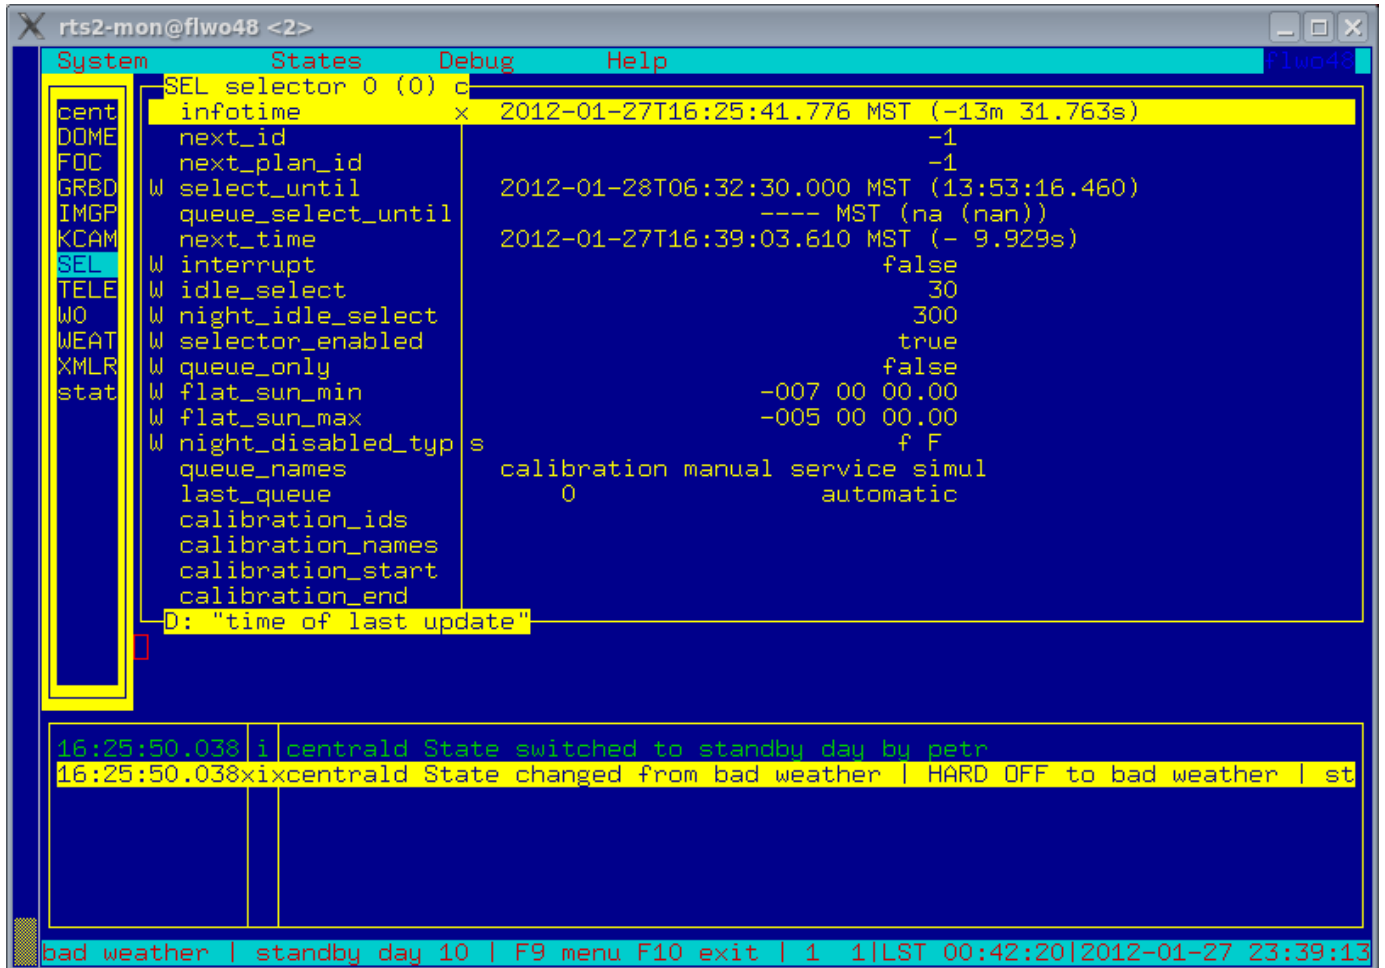 rts2-mon@flwo48 <2>
System States Debug Help flwo48
SEL selector 0 (0) c
cent infotime x 2012-01-27T16:25:41.776 MST (-13m 31.763s)
DOME next_id -1
FOC next_plan_id -1
GRBD W select_until 2012-01-28T06:32:30.000 MST (13:53:16.460)
IMGP queue_select_until ---- MST (na (nan))
KCAM next_time 2012-01-27T16:39:03.610 MST (- 9.929s)
SEL W interrupt false
TELE W idle_select 30
WO W night_idle_select 300
WEAT W selector_enabled true
XMLR W queue_only false
stat W flat_sun_min -007 00 00.00
W flat_sun_max -005 00 00.00
W night_disabled_typ s f F
queue_names calibration manual service simul
last_queue 0 automatic
calibration_ids
calibration_names
calibration_start
calibration_end
D: "time of last update"
16:25:50.038 i centrald State switched to standby day by petr
16:25:50.038xixcentrald State changed from bad weather | HARD OFF to bad weather | st
bad weather | standby day 10 | F9 menu F10 exit | 1 1|LST 00:42:20|2012-01-27 23:39:13